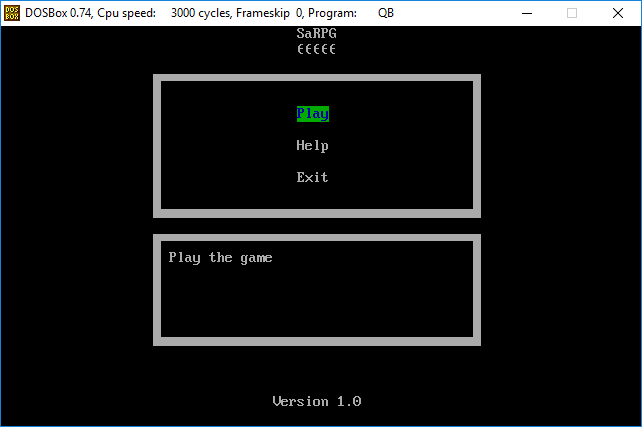 DOSBox 0.74, Cpu speed: 3000 cycles, Frameskip 0, Program: QB
SaRPG
єєєєє
Play
Help
Exit
Play the game
Version 1.0